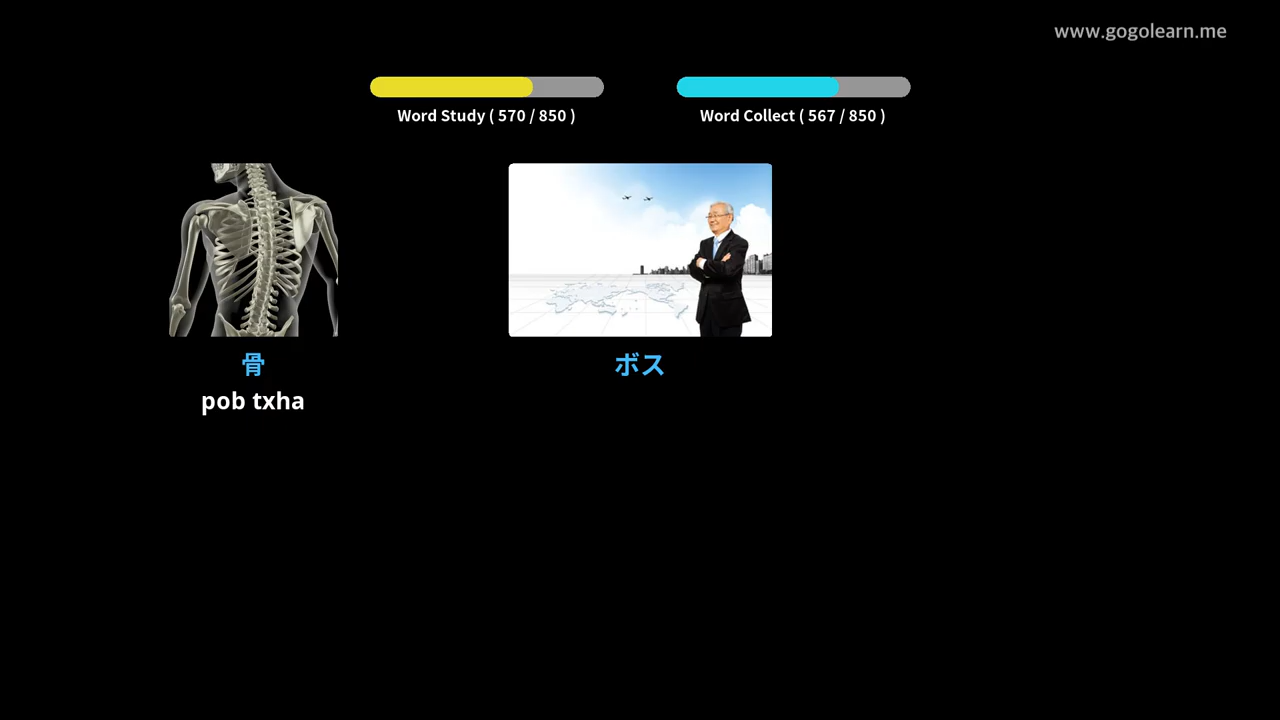 www.gogolearn.me
Word Study ( 570 / 850 )
Word Collect ( 567 / 850 )
骨
pob txha
ボス